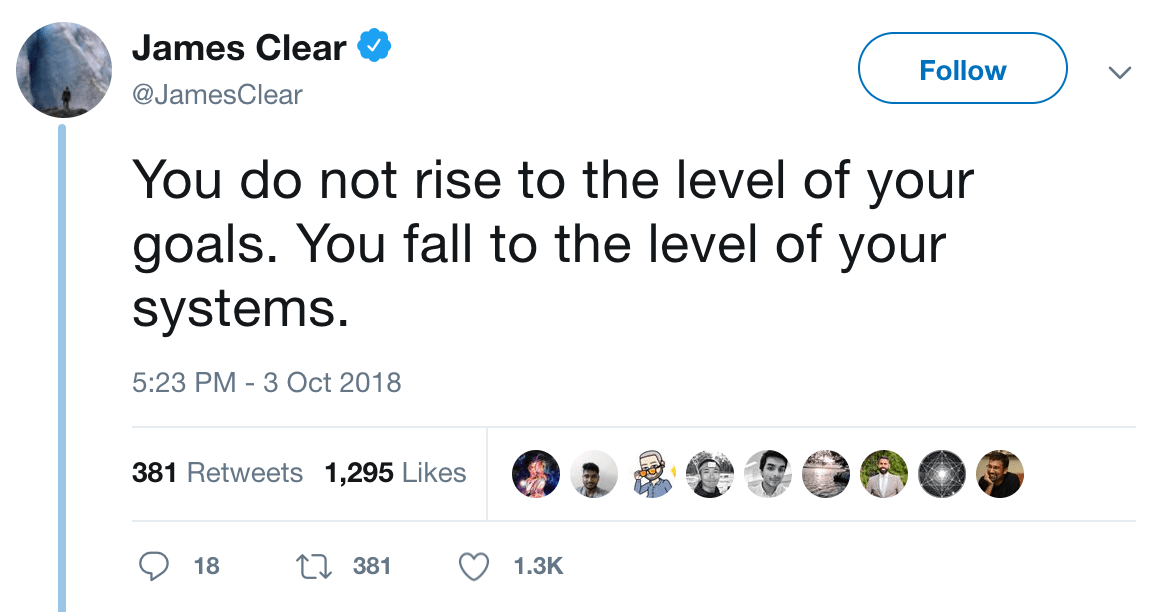 James Clear
@JamesClear
Follow
You do not rise to the level of your
goals. You fall to the level of your
systems.
5:23 PM - 3 Oct 2018
381 Retweets 1,295 Likes
18 381 1.3K